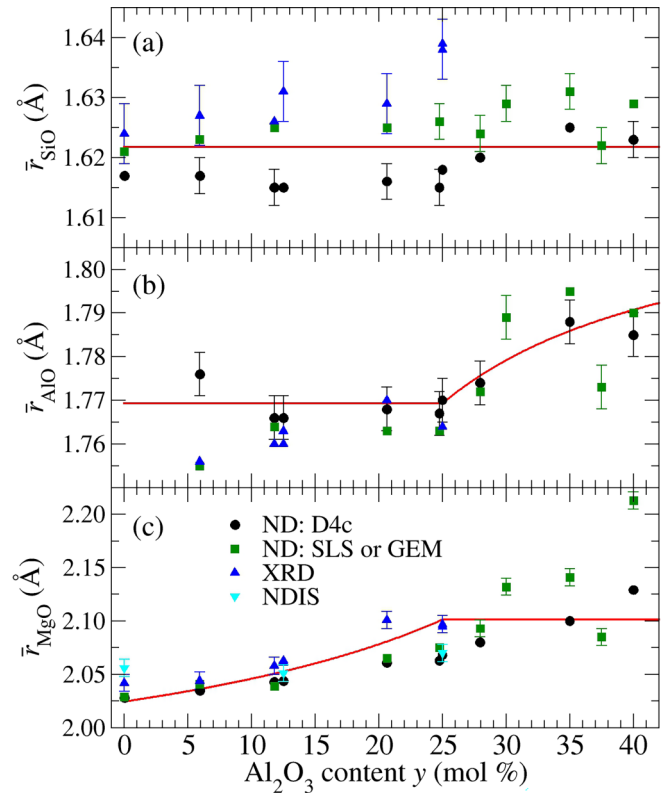 1.64
(a)
1.63
1.62
1.61
r̄SiO (Å)
1.80
(b)
1.79
1.78
1.77
1.76
r̄AlO (Å)
(c)
2.20
2.15
2.10
2.05
2.00
r̄MgO (Å)
ND: D4c
ND: SLS or GEM
XRD
NDIS
0 5 10 15 20 25 30 35 40
Al₂O₃ content y (mol %)